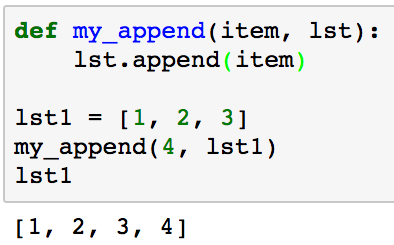 def my_append(item, lst):
    lst.append(item)
lst1 = [1, 2, 3]
my_append(4, lst1)
lst1
[1, 2, 3, 4]